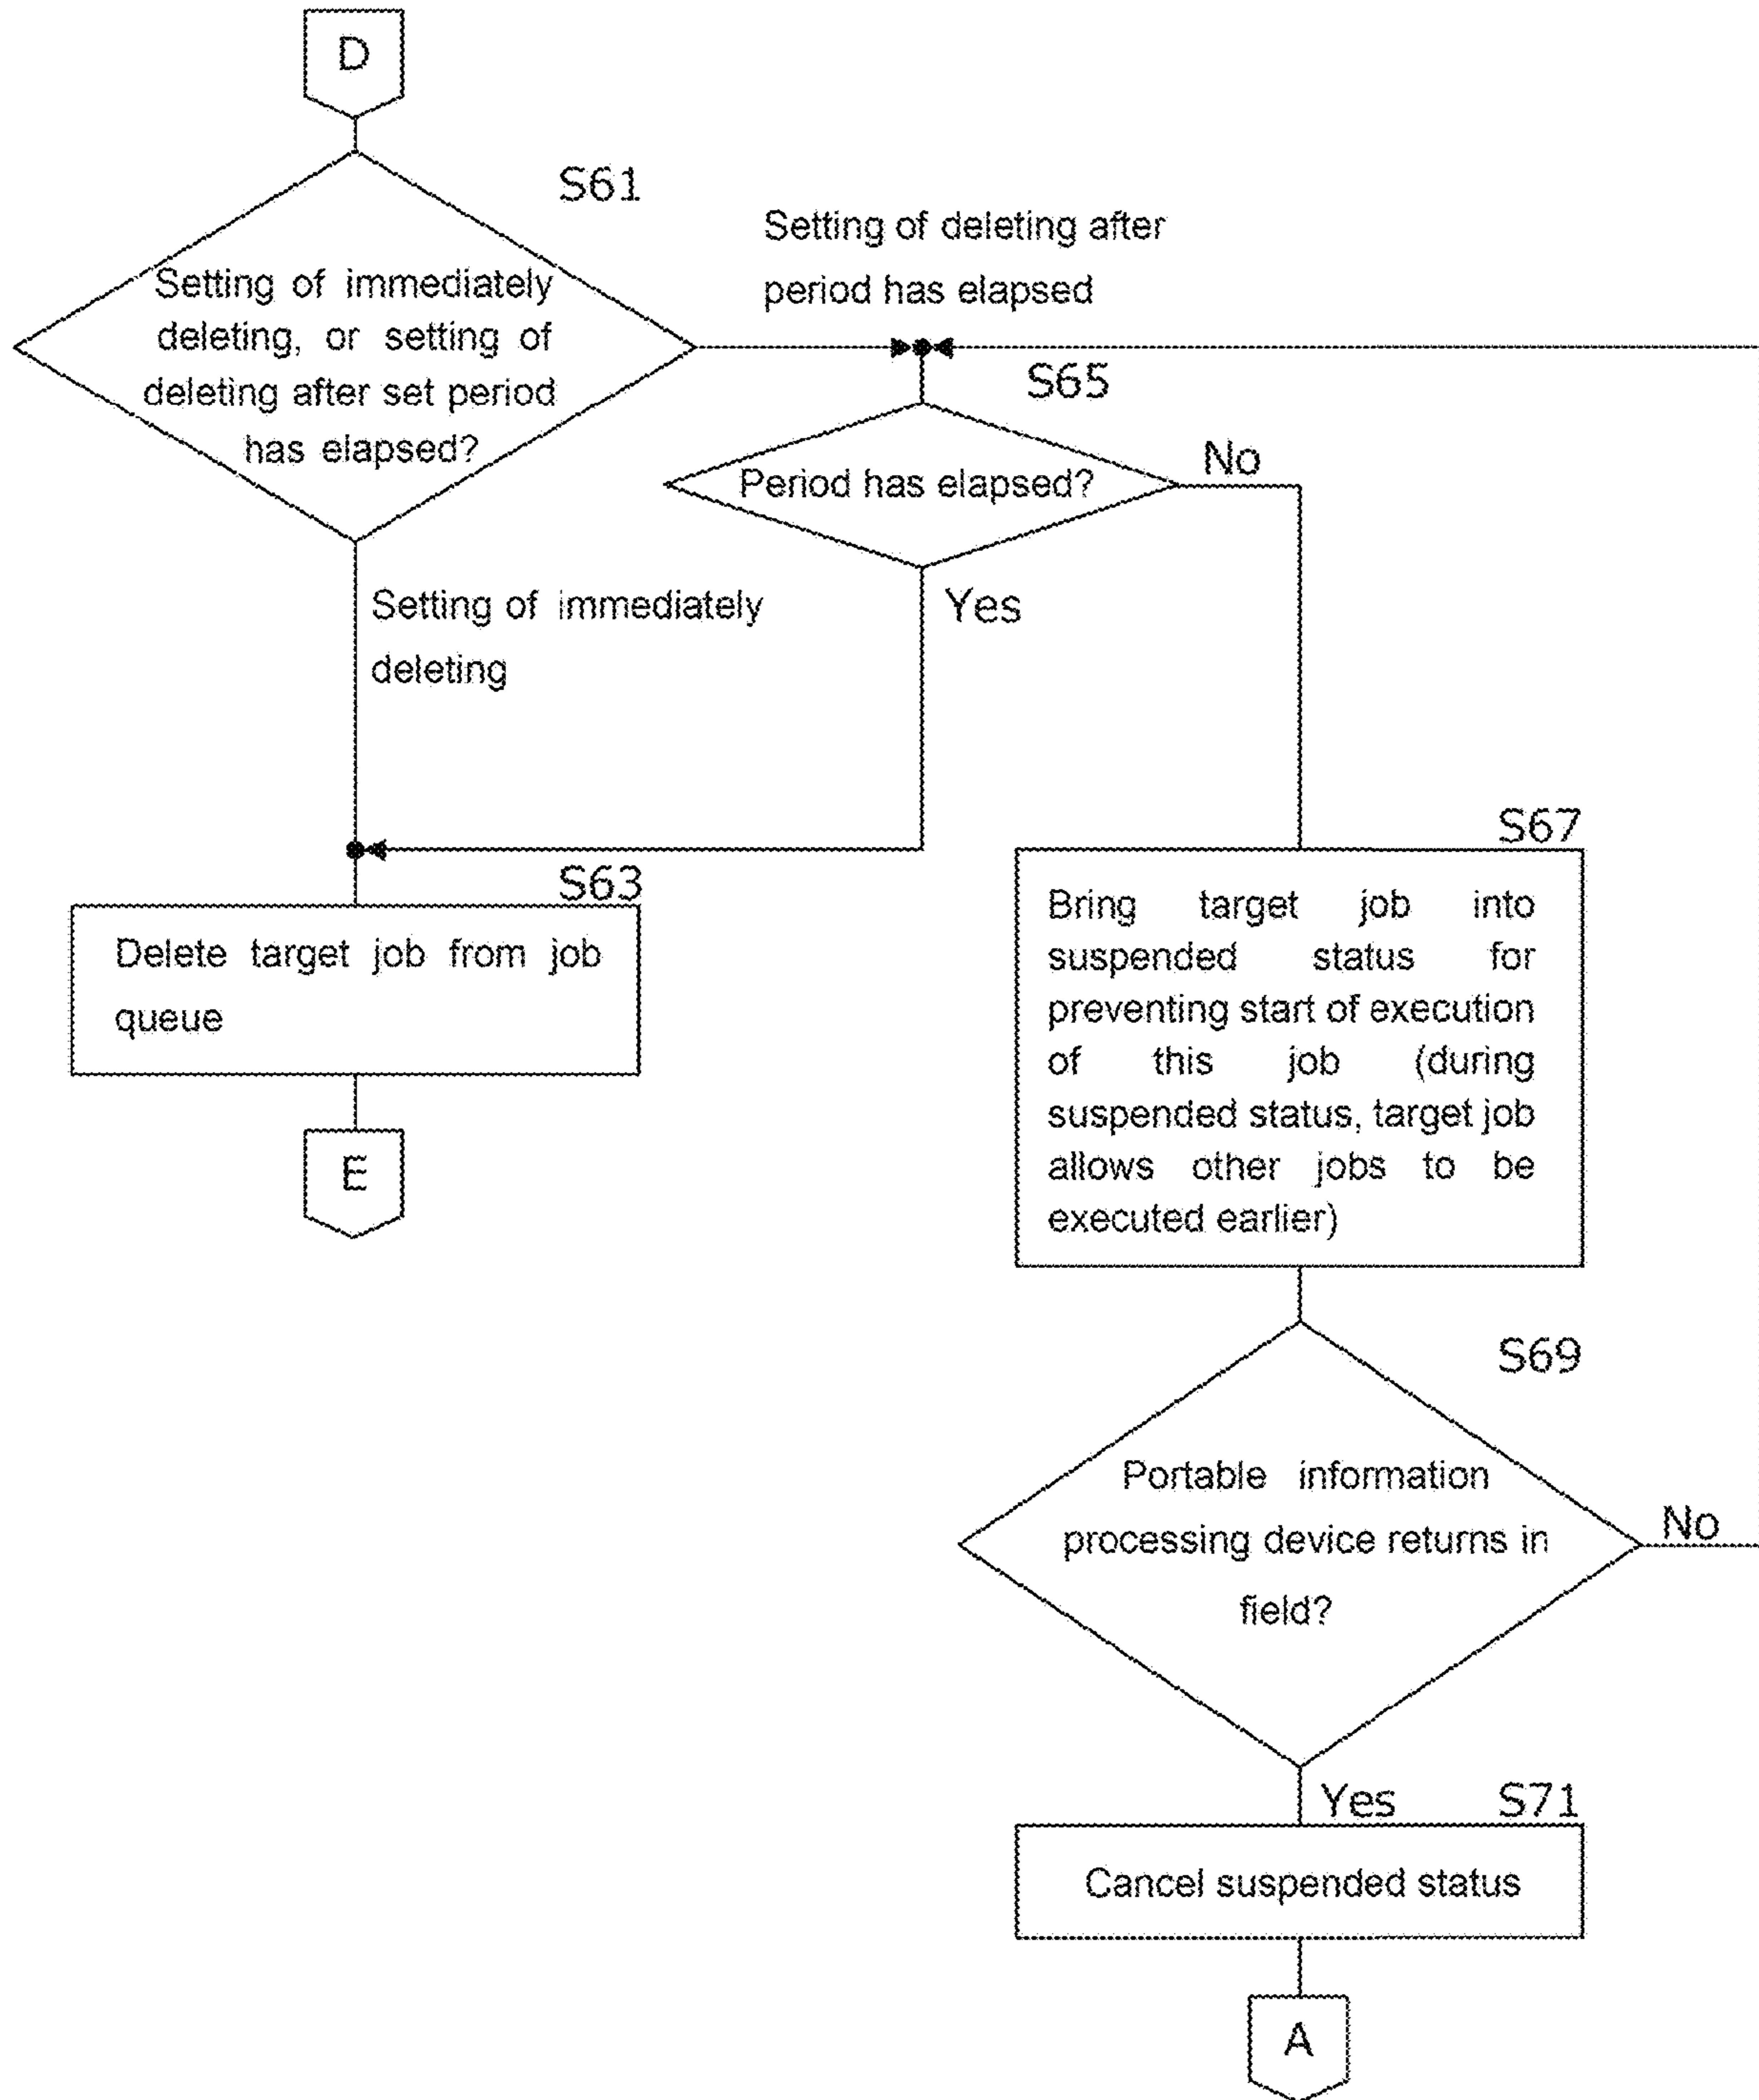 D
S61
Setting of immediately
deleting, or setting of
deleting after set period
has elapsed?
Setting of deleting after
period has elapsed
S65
Period has elapsed?
No
Yes
Setting of immediately
deleting
S63
Delete target job from job
queue
E
S67
Bring target job into
suspended status for
preventing start of execution
of this job (during
suspended status, target job
allows other jobs to be
executed earlier)
S69
Portable information
processing device returns in
field?
No
Yes
S71
Cancel suspended status
A